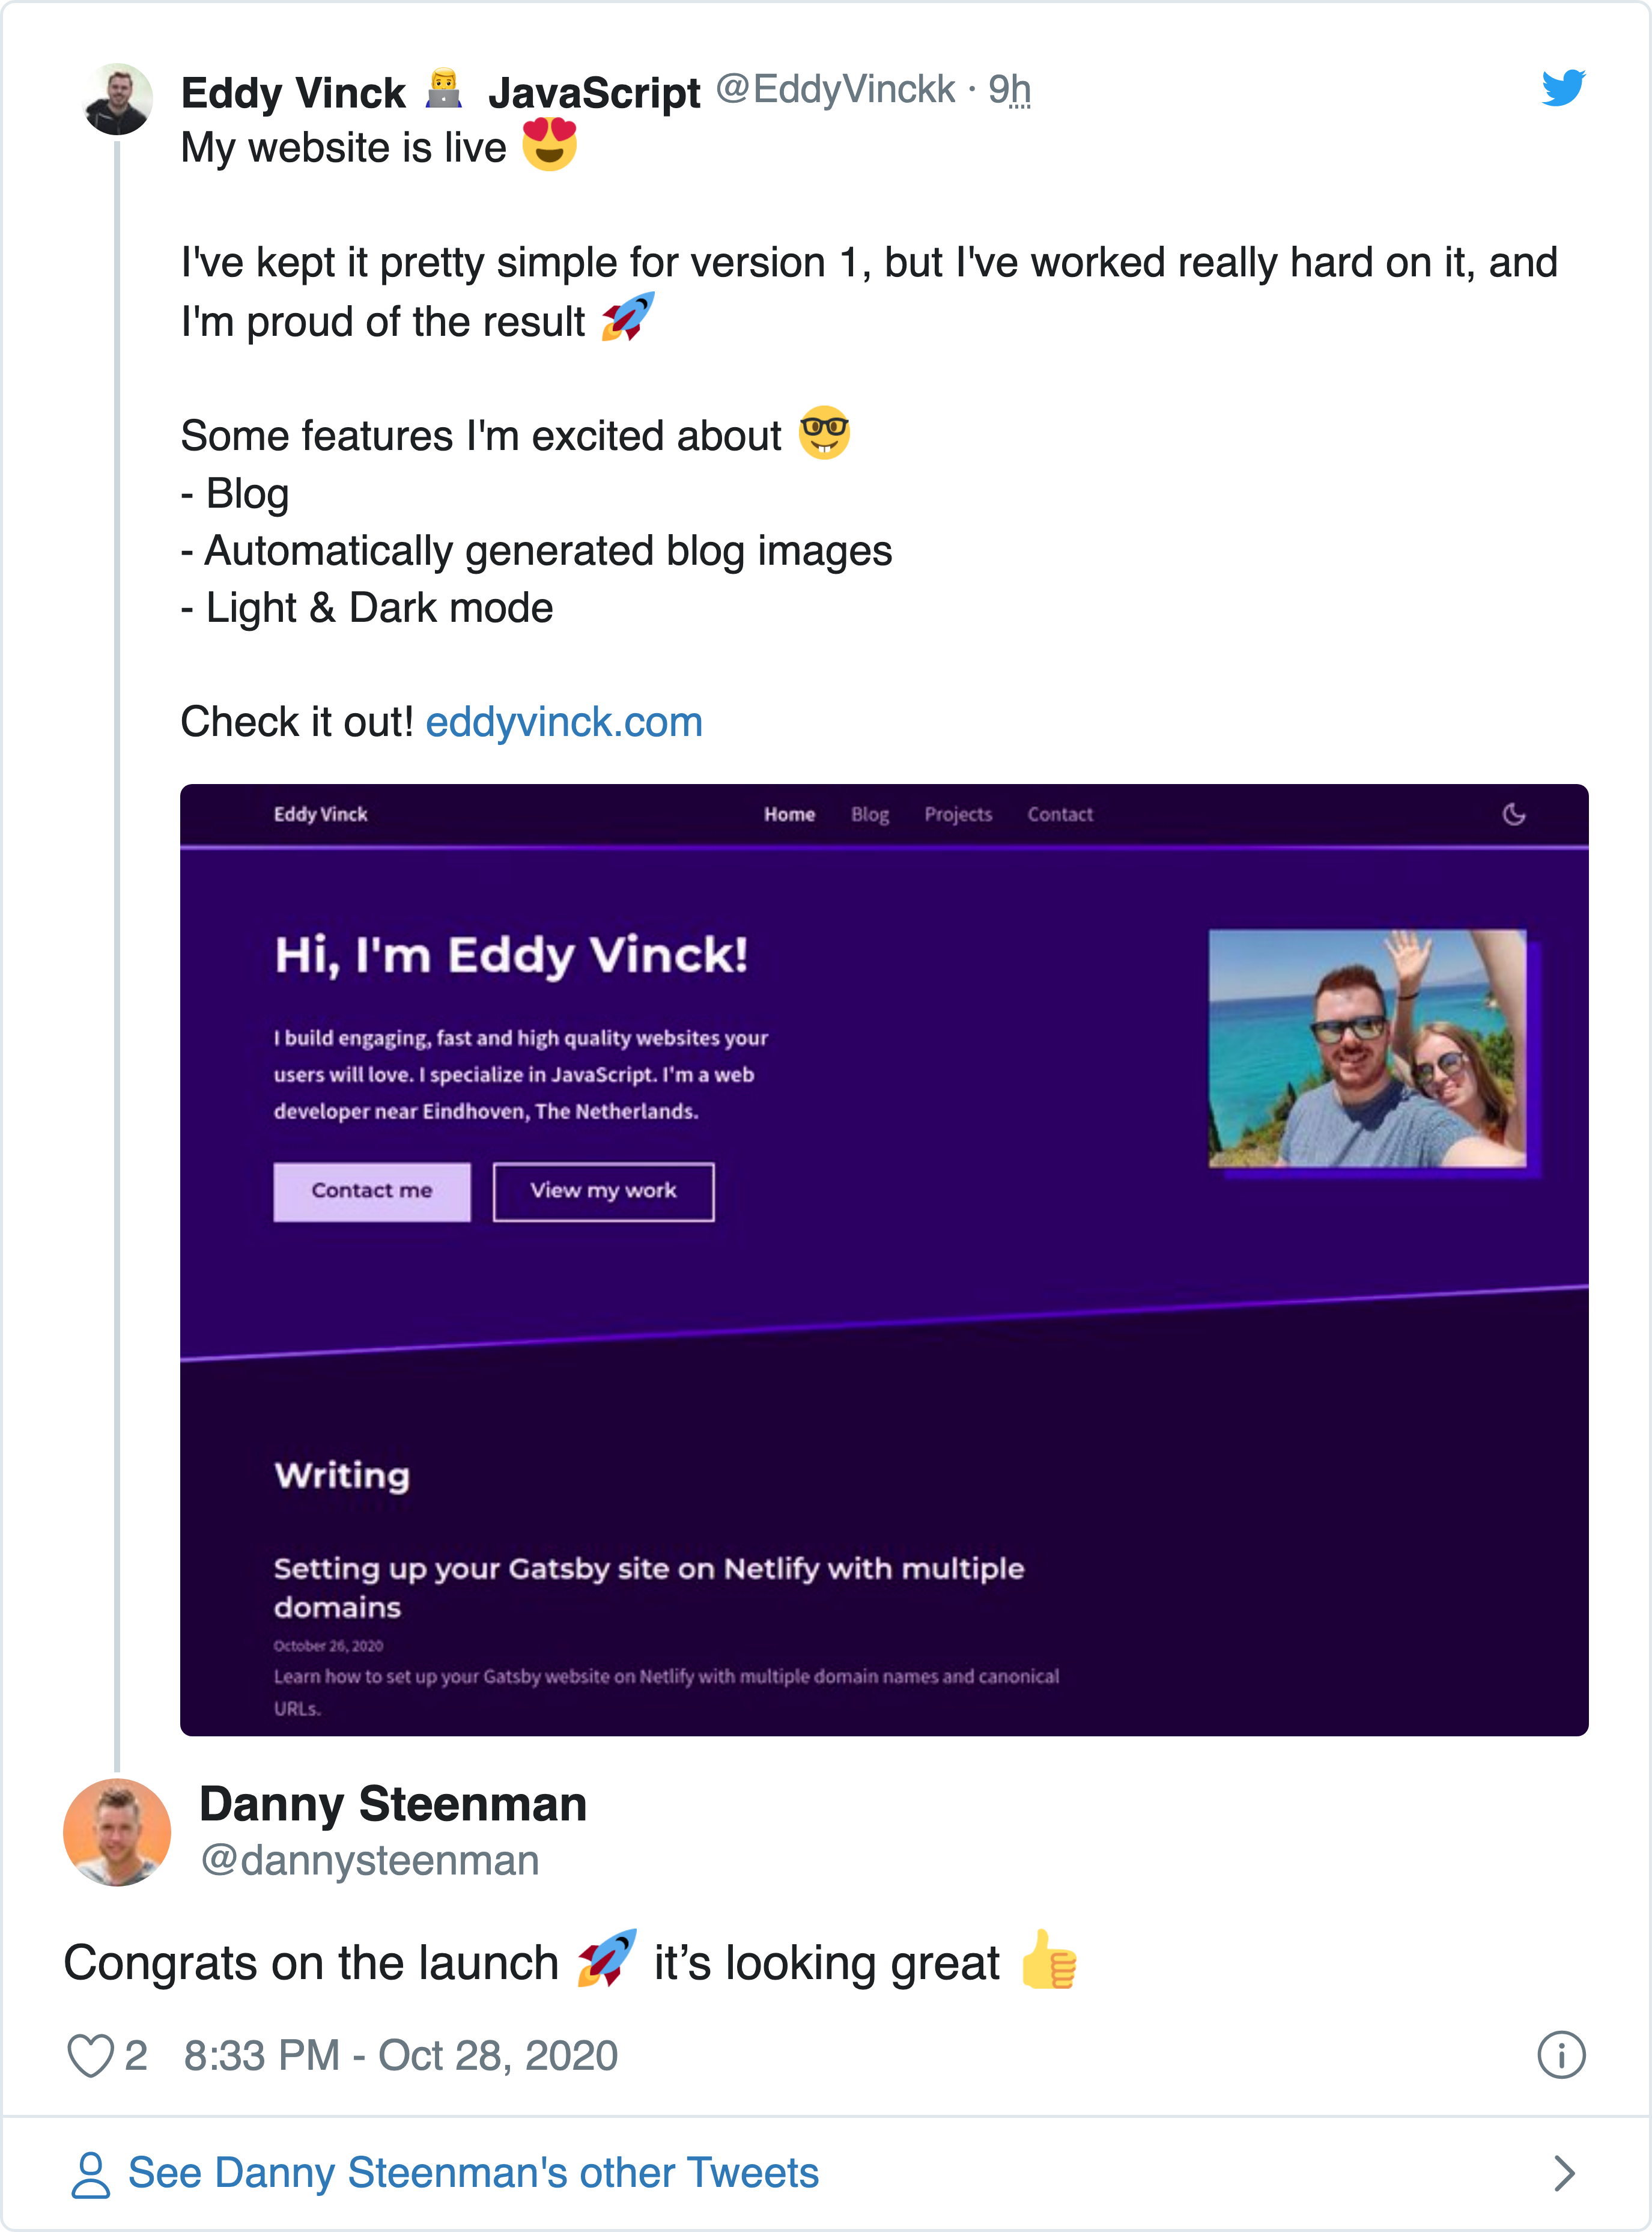 Eddy Vinck 👨‍💻 JavaScript @EddyVinckk · 9h
My website is live 😍
I've kept it pretty simple for version 1, but I've worked really hard on it, and
I'm proud of the result 🚀
Some features I'm excited about 🤓
- Blog
- Automatically generated blog images
- Light & Dark mode
Check it out! eddyvinck.com
Eddy Vinck Home Blog Projects Contact
Hi, I'm Eddy Vinck!
I build engaging, fast and high quality websites your
users will love. I specialize in JavaScript. I'm a web
developer near Eindhoven, The Netherlands.
Contact me View my work
Writing
Setting up your Gatsby site on Netlify with multiple
domains
October 26, 2020
Learn how to set up your Gatsby website on Netlify with multiple domain names and canonical
URLs.
Danny Steenman
@dannysteenman
Congrats on the launch 🚀 it’s looking great 👍
2 8:33 PM - Oct 28, 2020
See Danny Steenman's other Tweets